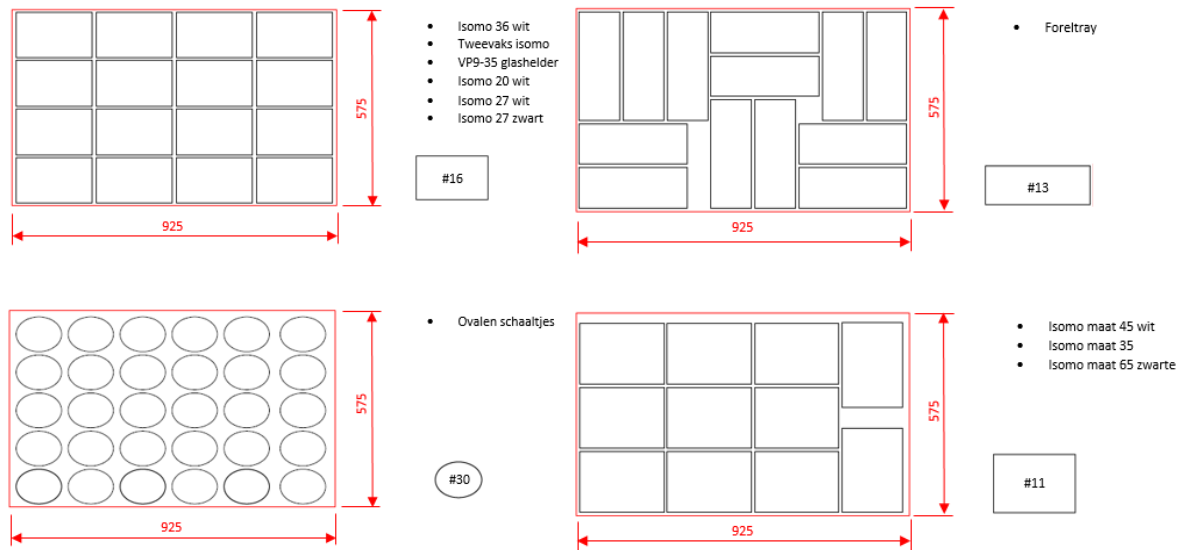 Isomo 36 wit
Tweevaks isomo
VP9-35 glashelder
Isomo 20 wit
Isomo 27 wit
Isomo 27 zwart
#16
575
925
Foreltray
#13
575
925
Ovalen schaaltjes
#30
575
925
Isomo maat 45 wit
Isomo maat 35
Isomo maat 65 zwarte
#11
575
925